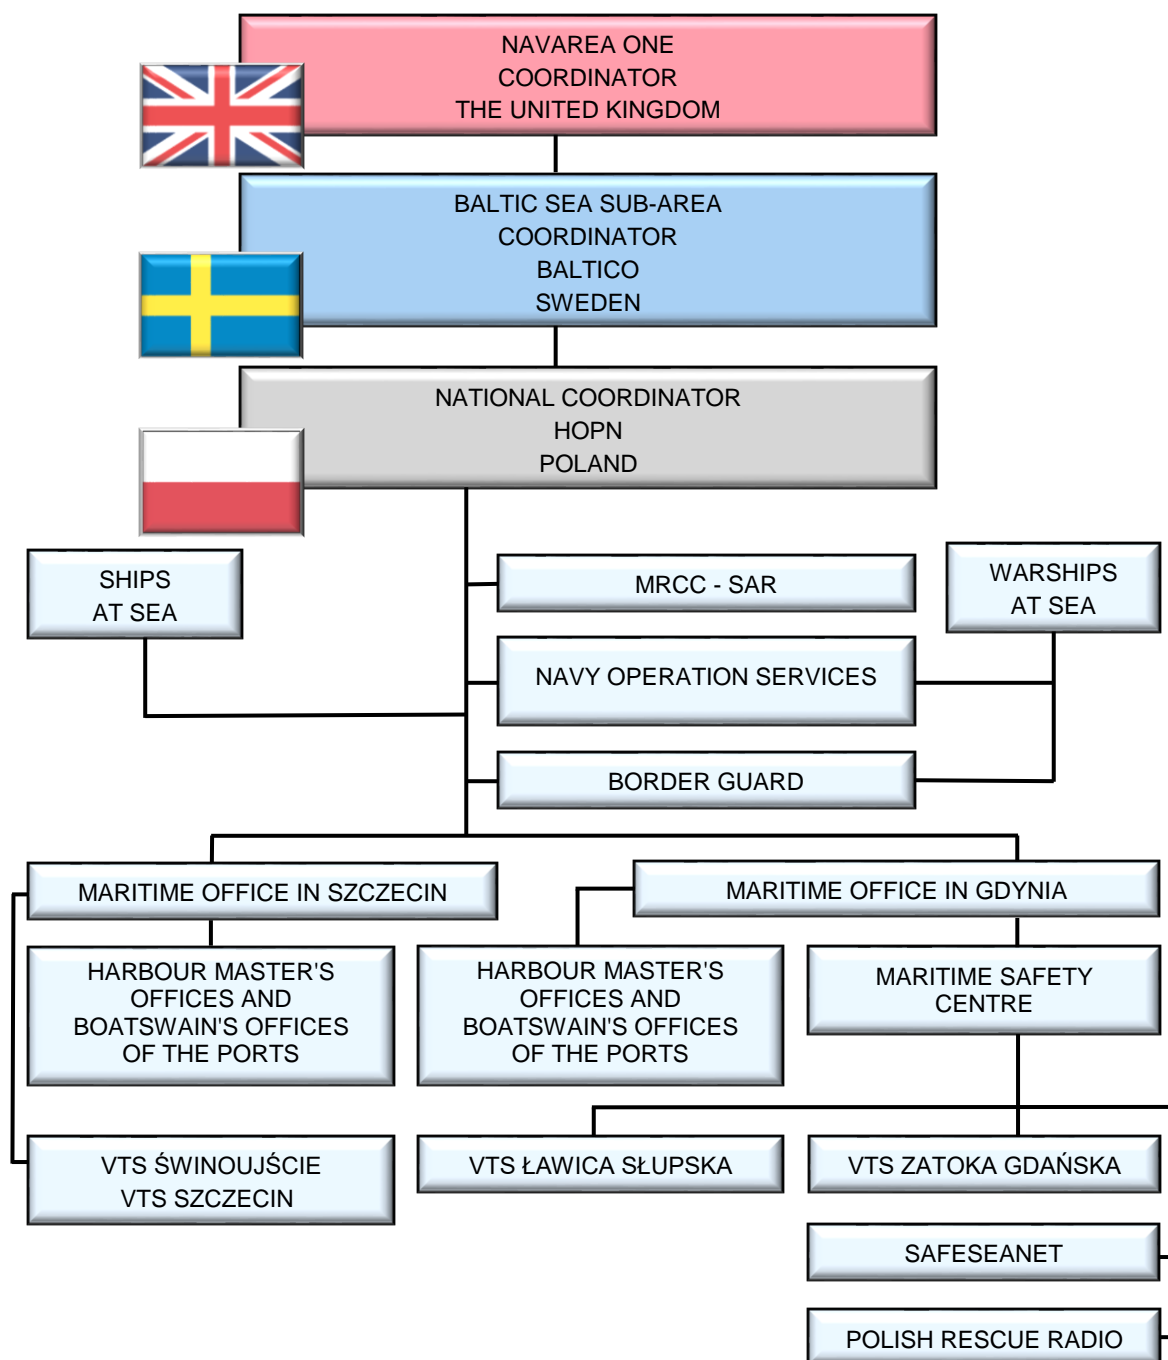 NAVAREA ONE
COORDINATOR
THE UNITED KINGDOM
BALTIC SEA SUB-AREA
COORDINATOR
BALTICO
SWEDEN
NATIONAL COORDINATOR
HOPN
POLAND
SHIPS
AT SEA
MRCC - SAR
WARSHIPS
AT SEA
NAVY OPERATION SERVICES
BORDER GUARD
MARITIME OFFICE IN SZCZECIN
MARITIME OFFICE IN GDYNIA
HARBOUR MASTER'S
OFFICES AND
BOATSWAIN'S OFFICES
OF THE PORTS
HARBOUR MASTER'S
OFFICES AND
BOATSWAIN'S OFFICES
OF THE PORTS
MARITIME SAFETY
CENTRE
VTS ŚWINOUJŚCIE
VTS SZCZECIN
VTS ŁAWICA SŁUPSKA
VTS ZATOKA GDAŃSKA
SAFESEANET
POLISH RESCUE RADIO